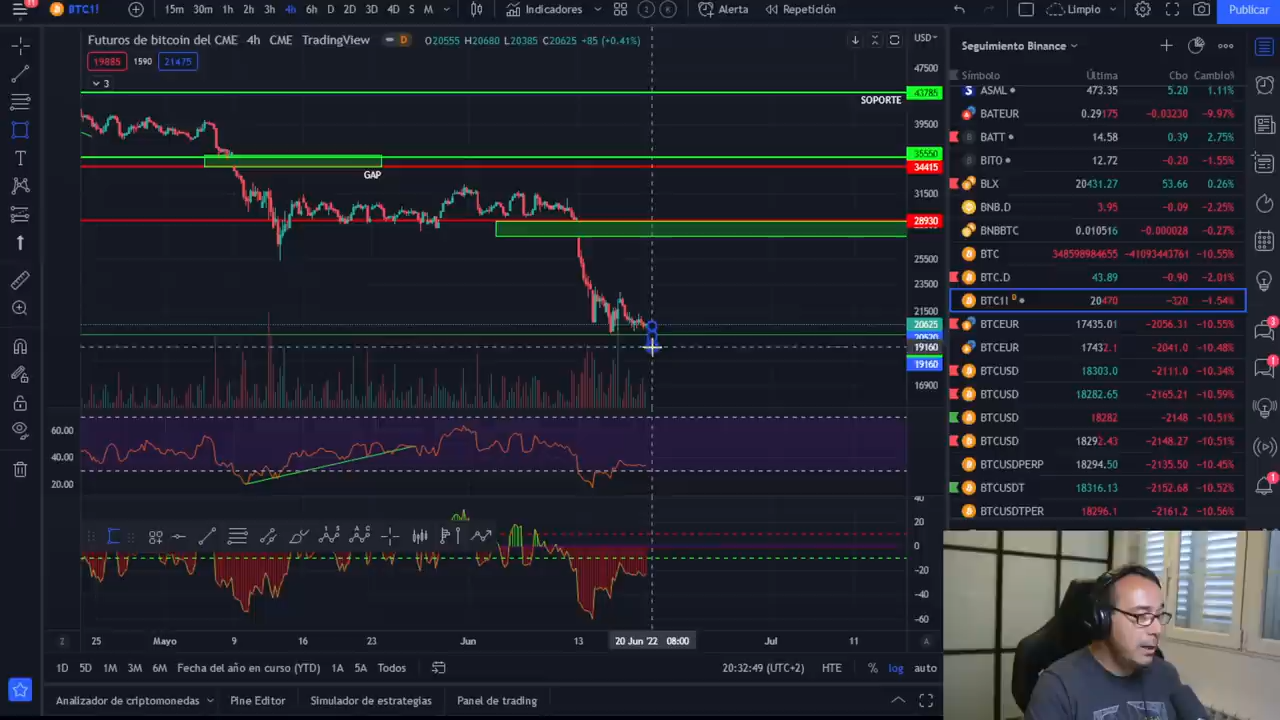 11
BTC1!
15m 30m 1h 2h 3h 4h 6h D 2D 3D 4D S M
Indicadores
2
Alerta
Repetición
Limpio
Publicar
Futuros de bitcoin del CME 4h CME TradingView D O20555 H20680 L20385 C20625 +85 (+0.41%)
USD
19885 1590 21475
3
47500
43785
SOPORTE
39500
35550
34415
GAP
31500
28930
25500
23500
21500
20625
20520
19160
19160
16900
60.00
40.00
20.00
40
20
0
-20
-40
-60
25 Mayo 9 16 23 Jun 13 20 Jun '22 08:00 Jul 11
Z
A
1D 5D 1M 3M 6M Fecha del año en curso (YTD) 1A 5A Todos
20:32:49 (UTC+2) HTE % log auto
Analizador de criptomonedas Pine Editor Simulador de estrategias Panel de trading
Seguimiento Binance
Símbolo Última Cbo Cambio%
ASML 473.35 5.20 1.11%
BATEUR 0.29175 -0.03230 -9.97%
BATT 14.58 0.39 2.75%
BITO 12.72 -0.20 -1.55%
BLX 20431.27 53.66 0.26%
BNB.D 3.95 -0.09 -2.25%
BNBBTC 0.010516 -0.000028 -0.27%
BTC 348598984655 -41093443761 -10.55%
BTC.D 43.89 -0.90 -2.01%
BTC1! D 20470 -320 -1.54%
BTCEUR 17435.01 -2056.31 -10.55%
BTCEUR 17432.1 -2041.0 -10.48%
BTCUSD 18303.0 -2111.0 -10.34%
BTCUSD 18282.65 -2165.21 -10.59%
BTCUSD 18282 -2148 -10.51%
BTCUSD 18292.43 -2148.27 -10.51%
BTCUSDPERP 18294.50 -2135.50 -10.45%
BTCUSDT 18316.13 -2152.68 -10.52%
BTCUSDTPER 18296.1 -2161.2 -10.56%
3
1
1